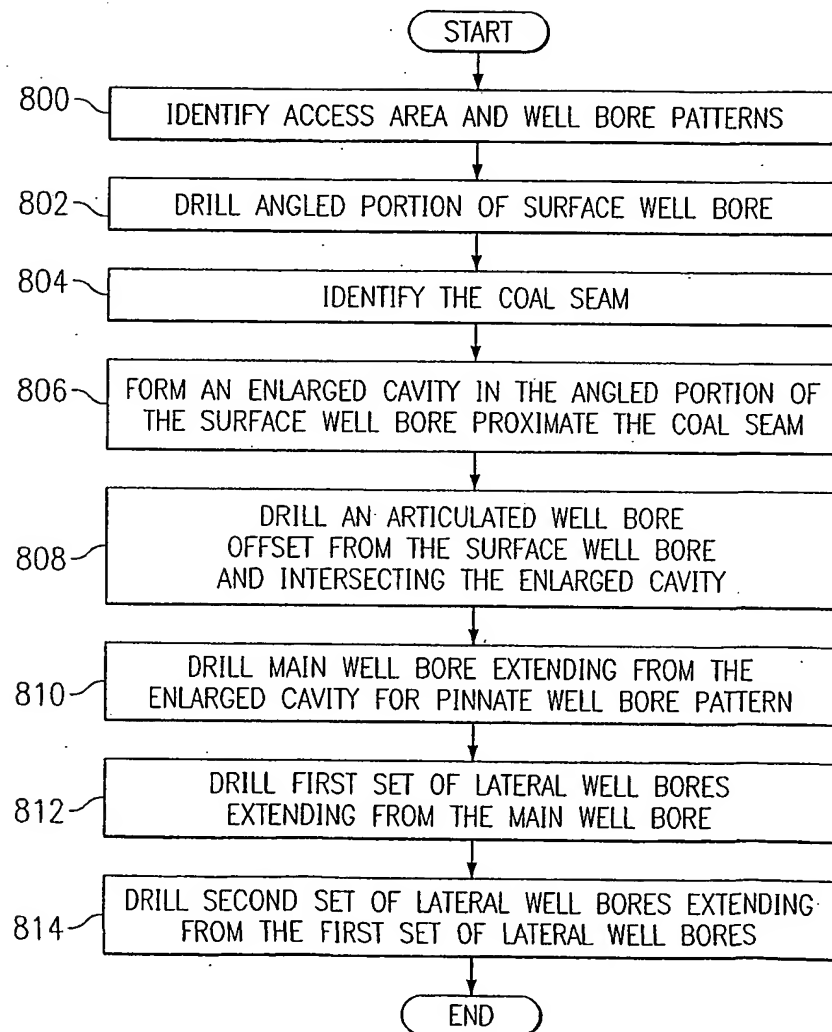 START
800
IDENTIFY ACCESS AREA AND WELL BORE PATTERNS
802
DRILL ANGLED PORTION OF SURFACE WELL BORE
804
IDENTIFY THE COAL SEAM
806
FORM AN ENLARGED CAVITY IN THE ANGLED PORTION OF
THE SURFACE WELL BORE PROXIMATE THE COAL SEAM
808
DRILL AN ARTICULATED WELL BORE
OFFSET FROM THE SURFACE WELL BORE
AND INTERSECTING THE ENLARGED CAVITY
810
DRILL MAIN WELL BORE EXTENDING FROM THE
ENLARGED CAVITY FOR PINNATE WELL BORE PATTERN
812
DRILL FIRST SET OF LATERAL WELL BORES
EXTENDING FROM THE MAIN WELL BORE
814
DRILL SECOND SET OF LATERAL WELL BORES EXTENDING
FROM THE FIRST SET OF LATERAL WELL BORES
END